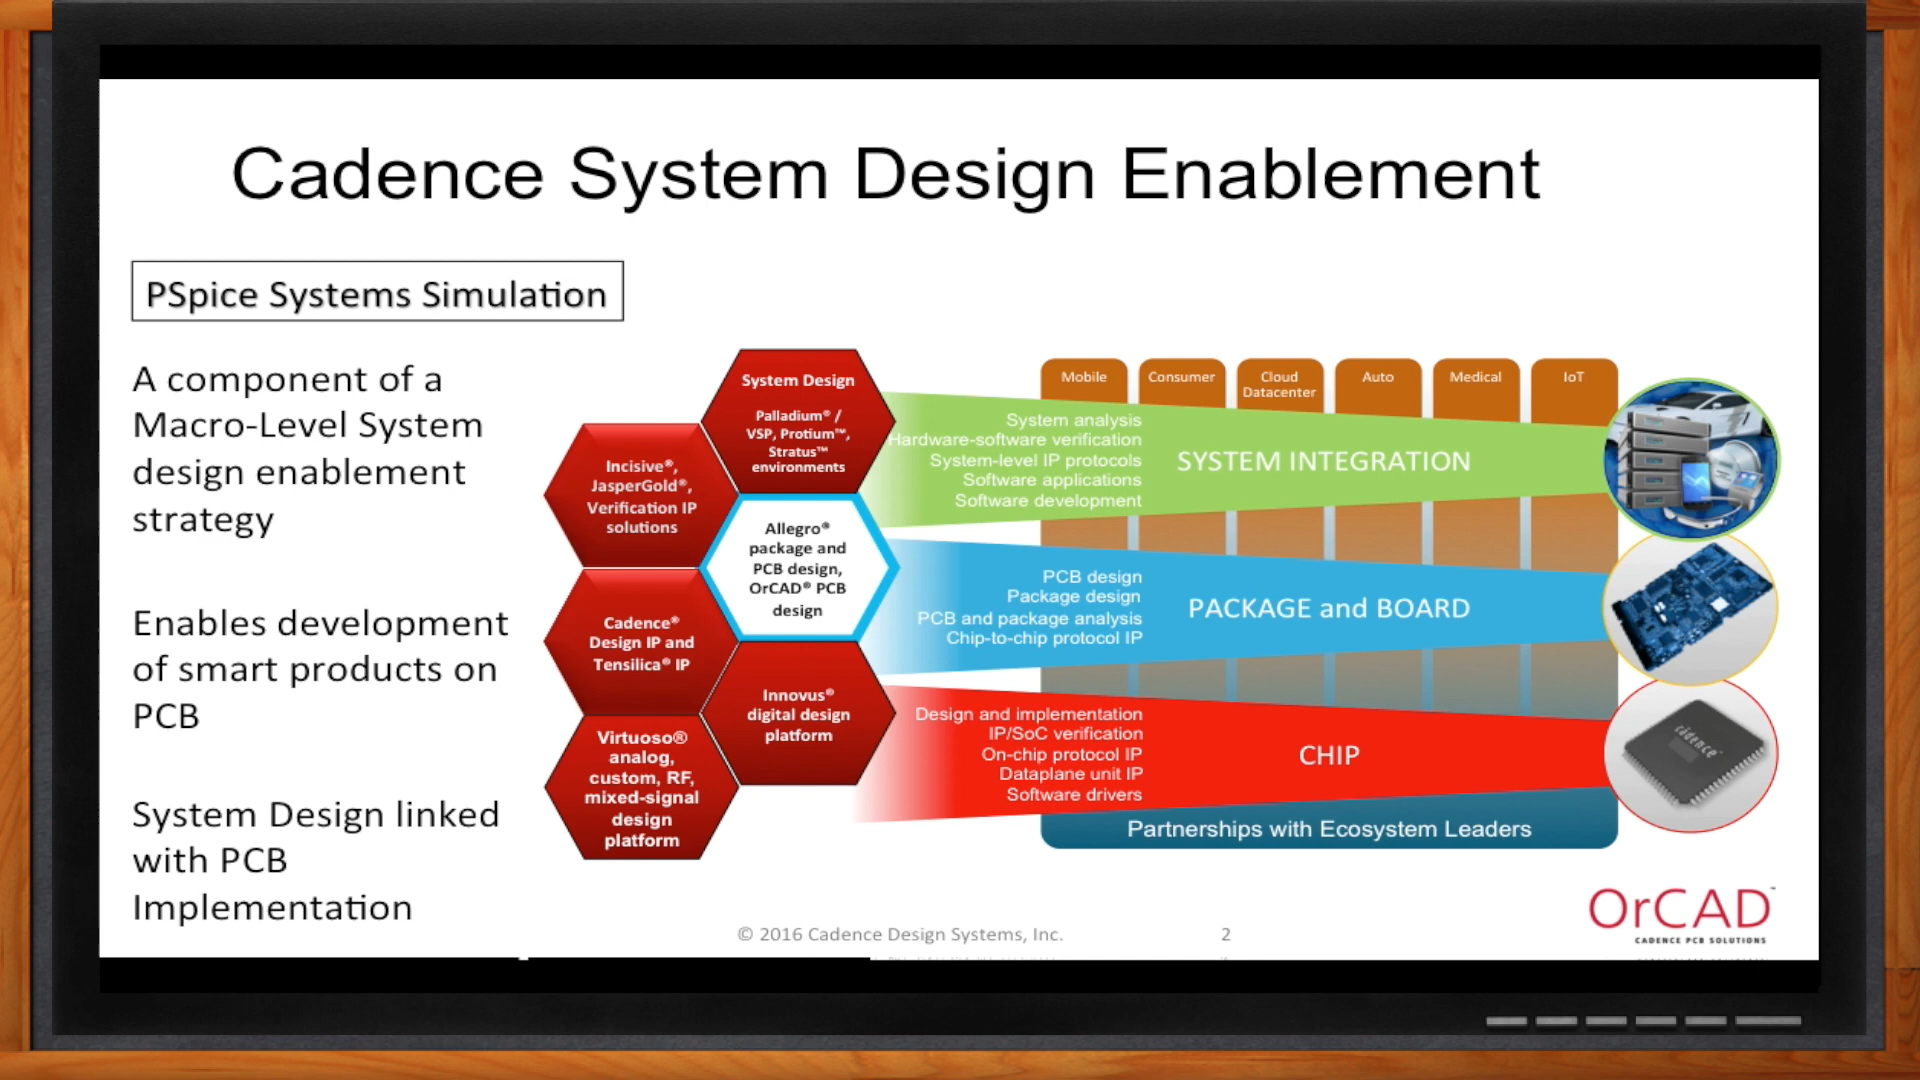 Cadence System Design Enablement
PSpice Systems Simulation
A component of a
Macro-Level System
design enablement
strategy
Enables development
of smart products on
PCB
System Design linked
with PCB
Implementation
System Design
Palladium® /
VSP, Protium™,
Stratus™
environments
Incisive®,
JasperGold®,
Verification IP
solutions
Allegro®
package and
PCB design,
OrCAD® PCB
design
Cadence®
Design IP and
Tensilica® IP
Innovus®
digital design
platform
Virtuoso®
analog,
custom, RF,
mixed-signal
design
platform
Mobile
Consumer
Cloud
Datacenter
Auto
Medical
IoT
System analysis
Hardware-software verification
System-level IP protocols
Software applications
Software development
SYSTEM INTEGRATION
PCB design
Package design
PCB and package analysis
Chip-to-chip protocol IP
PACKAGE and BOARD
Design and implementation
IP/SoC verification
On-chip protocol IP
Dataplane unit IP
Software drivers
CHIP
cadence™
Partnerships with Ecosystem Leaders
© 2016 Cadence Design Systems, Inc.
2
OrCAD™
CADENCE PCB SOLUTIONS